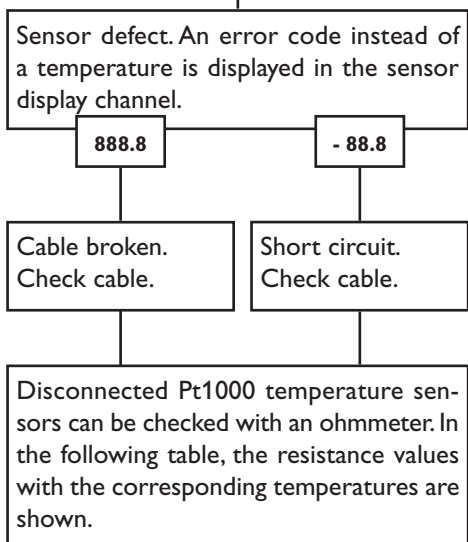 Sensor defect. An error code instead of
a temperature is displayed in the sensor
display channel.
888.8
- 88.8
Cable broken.
Check cable.
Short circuit.
Check cable.
Disconnected Pt1000 temperature sen-
sors can be checked with an ohmmeter. In
the following table, the resistance values
with the corresponding temperatures are
shown.